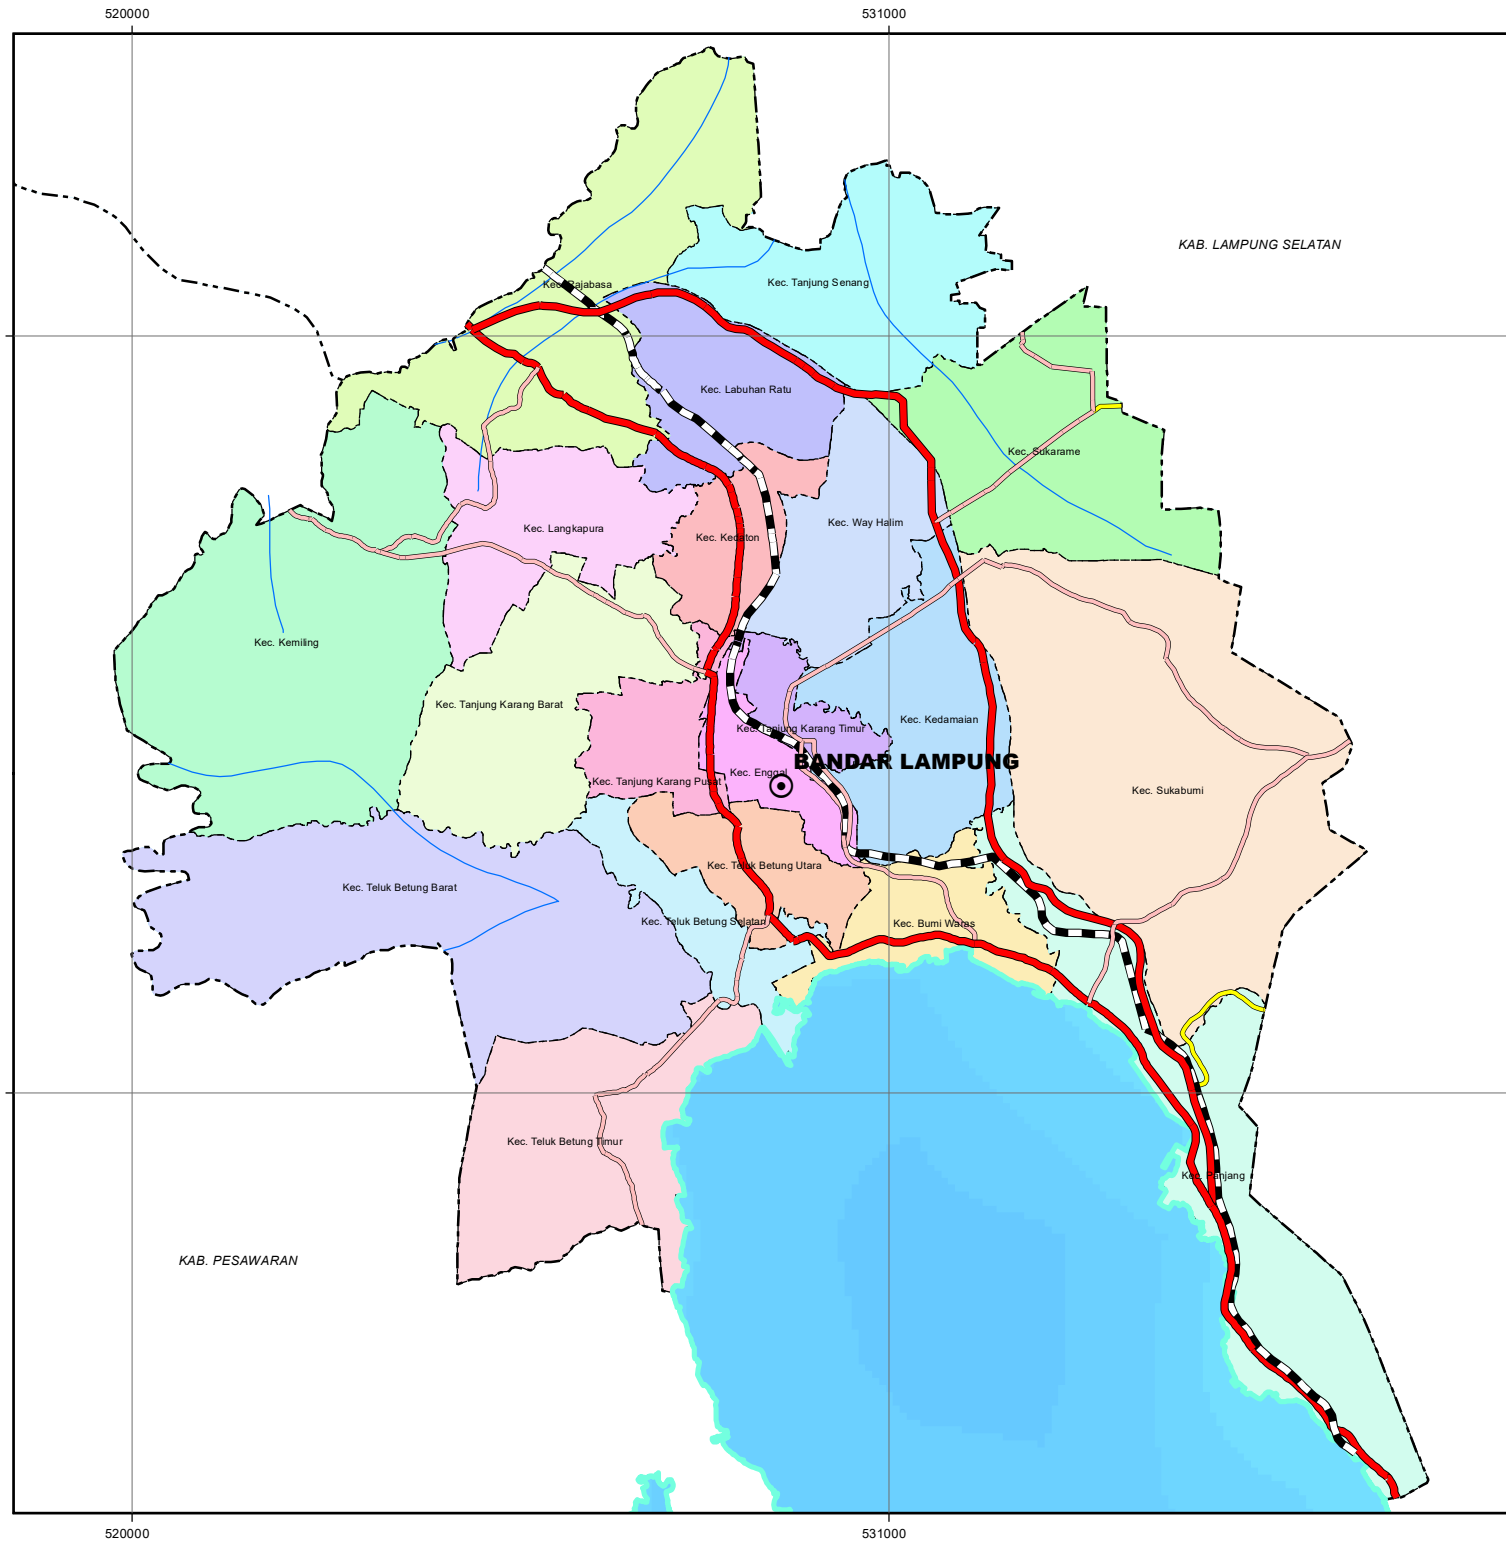 520000
531000
KAB. LAMPUNG SELATAN
Kec. Rajabasa
Kec. Tanjung Senang
Kec. Labuhan Ratu
Kec. Sukarame
Kec. Way Halim
Kec. Langkapura
Kec. Kedaton
Kec. Kemiling
Kec. Tanjung Karang Barat
Kec. Kedamaian
Kec. Tanjung Karang Timur
BANDAR LAMPUNG
Kec. Enggal
Kec. Tanjung Karang Pusat
Kec. Sukabumi
Kec. Teluk Betung Utara
Kec. Teluk Betung Barat
Kec. Teluk Betung Selatan
Kec. Bumi Waras
Kec. Teluk Betung Timur
Kec. Panjang
KAB. PESAWARAN
520000
531000